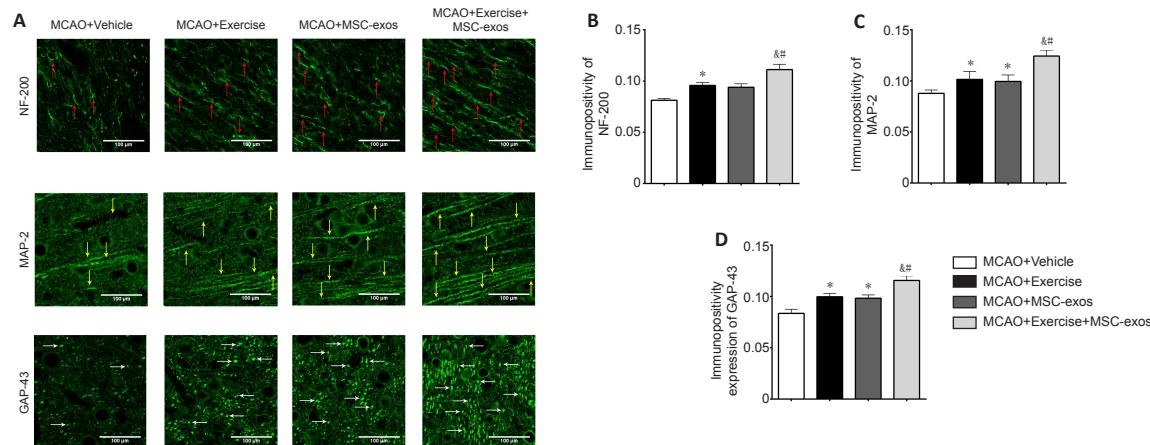 A
MCAO+Vehicle
MCAO+Exercise
MCAO+MSC-exos
MCAO+Exercise+
MSC-exos
NF-200
100 μm
100 μm
100 μm
100 μm
MAP-2
100 μm
100 μm
100 μm
100 μm
GAP-43
100 μm
100 μm
100 μm
100 μm
B
Immunopositivity of
NF-200
0.15
0.10
0.05
0
*
&#
C
Immunopositivity of
MAP-2
0.15
0.10
0.05
0
*
*
&#
D
Immunopositivity
expression of GAP-43
0.15
0.10
0.05
0
*
*
&#
MCAO+Vehicle
MCAO+Exercise
MCAO+MSC-exos
MCAO+Exercise+MSC-exos